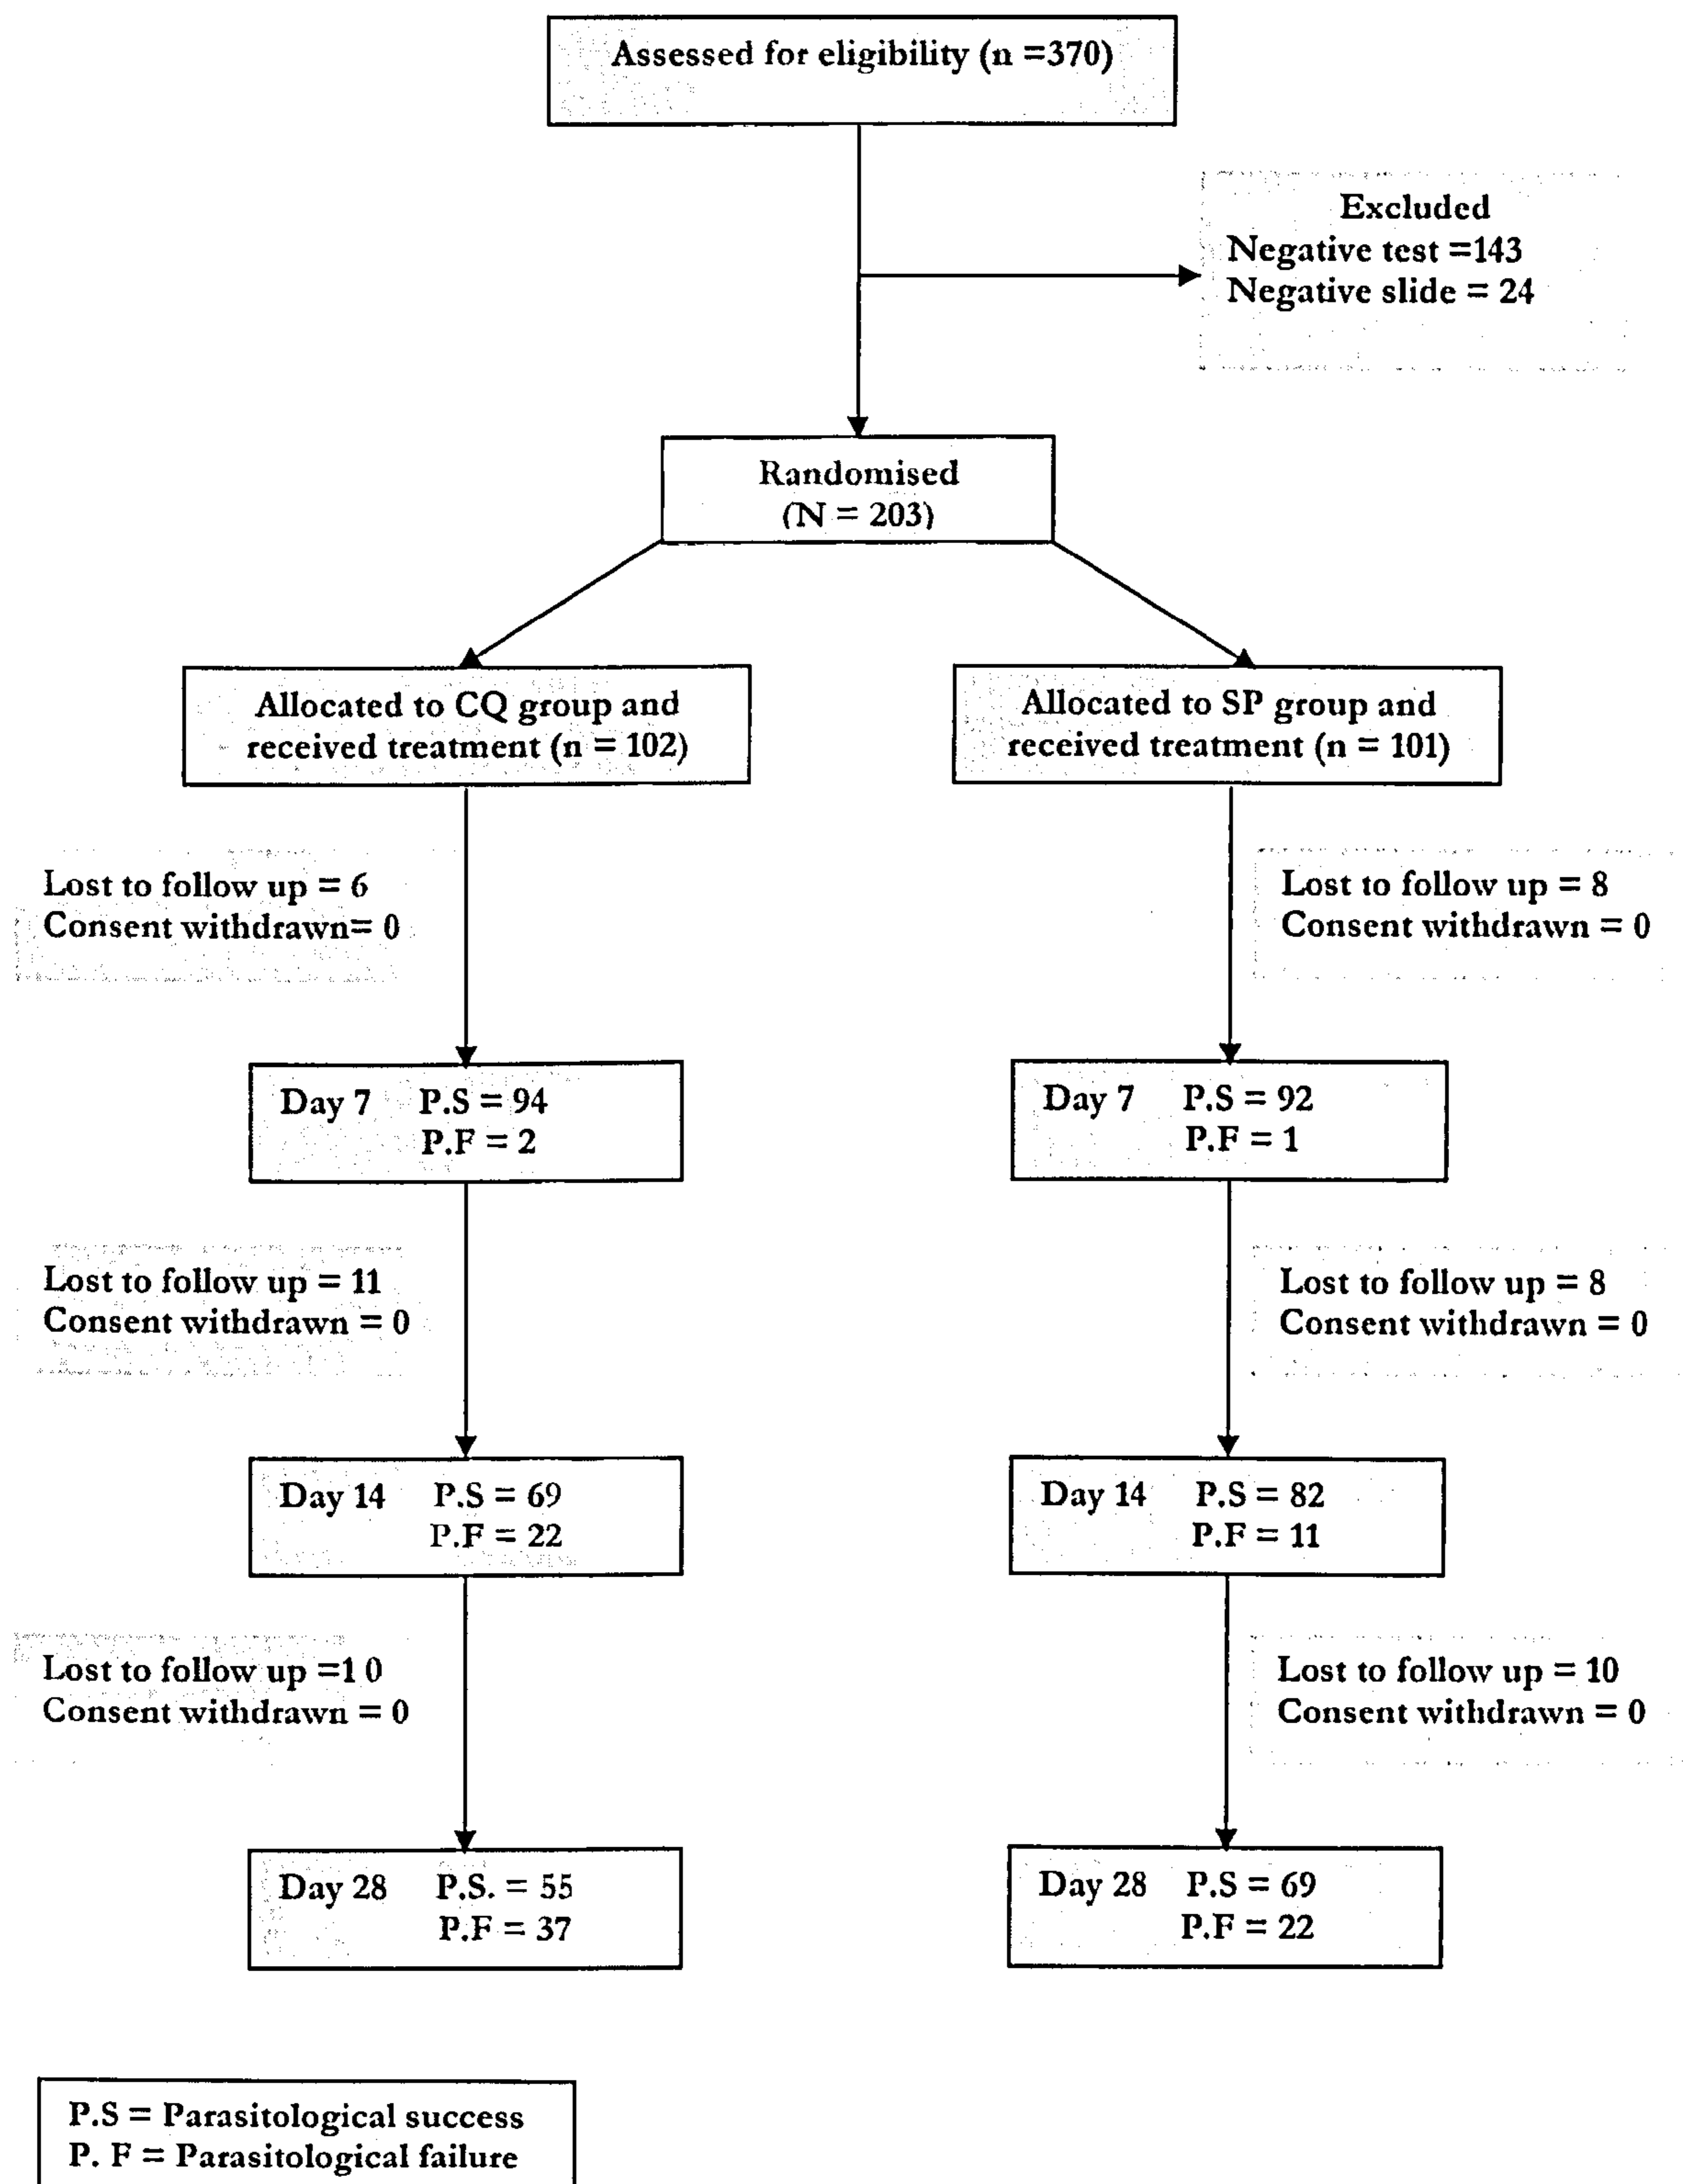 Assessed for eligibility (n =370)
Excluded
Negative test =143
Negative slide = 24
Randomised
(N = 203)
Allocated to CQ group and
received treatment (n = 102)
Allocated to SP group and
received treatment (n = 101)
Lost to follow up = 6
Consent withdrawn= 0
Lost to follow up = 8
Consent withdrawn = 0
Day 7 P.S = 94
P.F = 2
Day 7 P.S = 92
P.F = 1
Lost to follow up = 11
Consent withdrawn = 0
Lost to follow up = 8
Consent withdrawn = 0
Day 14 P.S = 69
P.F = 22
Day 14 P.S = 82
P.F = 11
Lost to follow up =1 0
Consent withdrawn = 0
Lost to follow up = 10
Consent withdrawn = 0
Day 28 P.S. = 55
P.F = 37
Day 28 P.S = 69
P.F = 22
P.S = Parasitological success
P. F = Parasitological failure